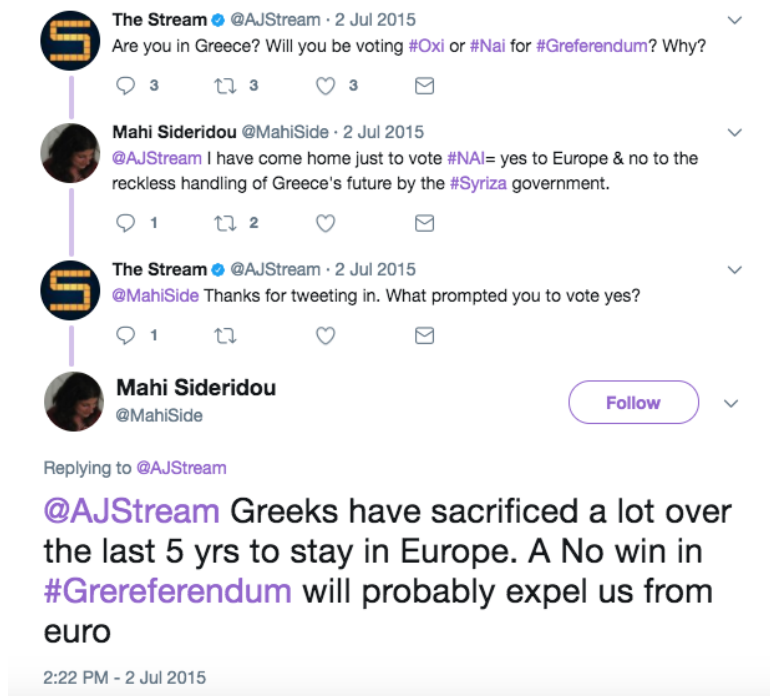 The Stream @AJStream · 2 Jul 2015
Are you in Greece? Will you be voting #Oxi or #Nai for #Greferendum? Why?
3 3 3
Mahi Sideridou @MahiSide · 2 Jul 2015
@AJStream I have come home just to vote #NAI= yes to Europe & no to the
reckless handling of Greece's future by the #Syriza government.
1 2
The Stream @AJStream · 2 Jul 2015
@MahiSide Thanks for tweeting in. What prompted you to vote yes?
1
Mahi Sideridou
@MahiSide
Follow
Replying to @AJStream
@AJStream Greeks have sacrificed a lot over
the last 5 yrs to stay in Europe. A No win in
#Grereferendum will probably expel us from
euro
2:22 PM - 2 Jul 2015